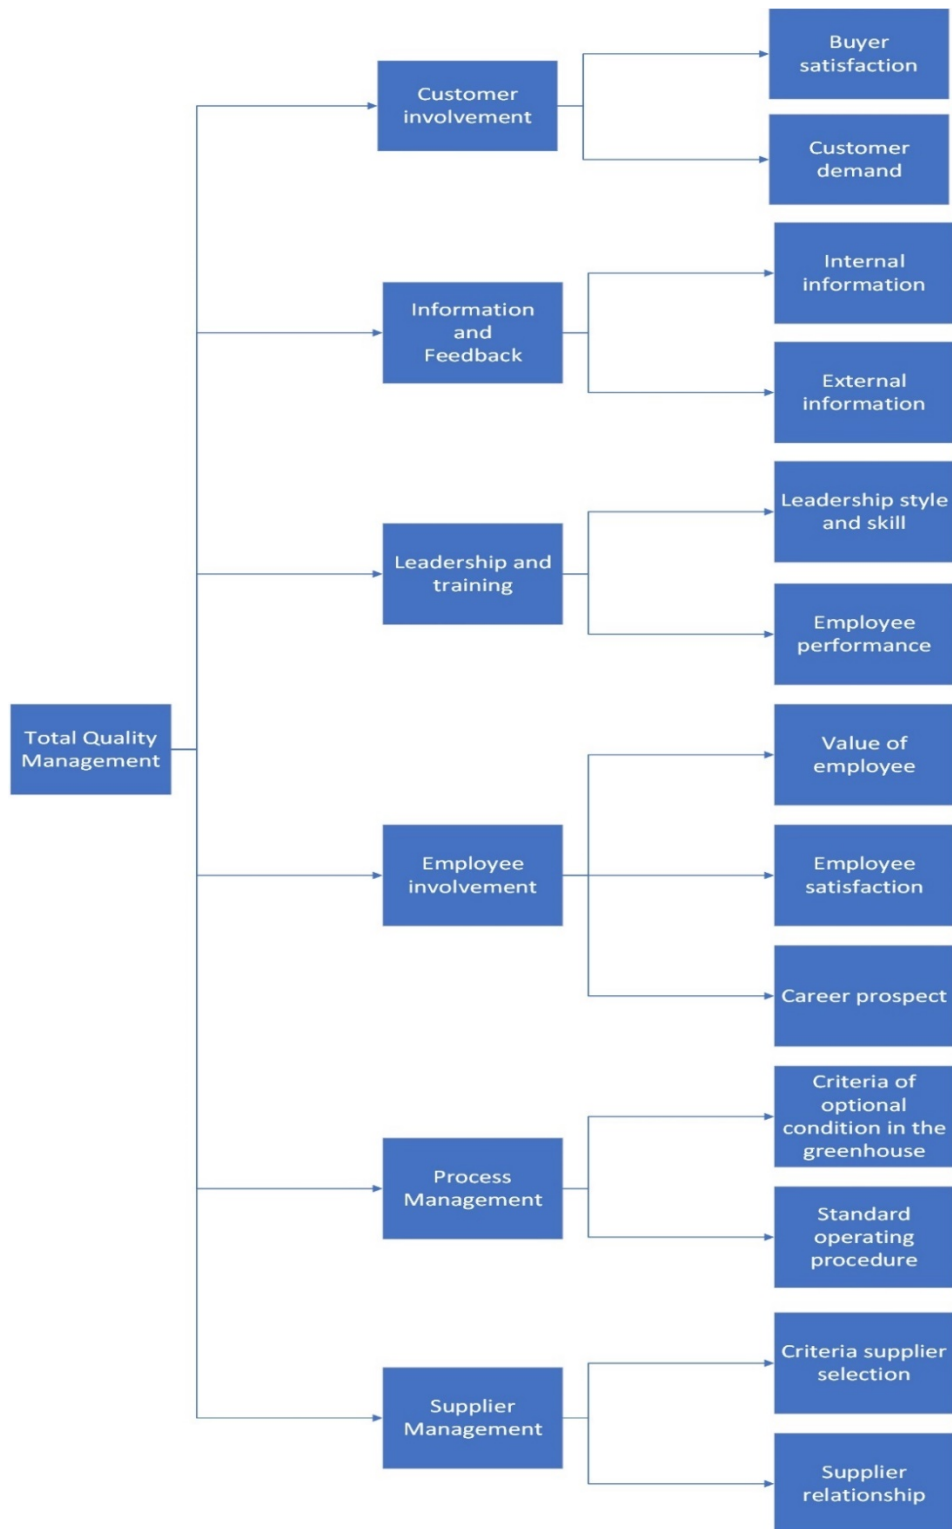 Buyer
satisfaction
Customer
involvement
Customer
demand
Internal
information
Information
and
Feedback
External
information
Leadership style
and skill
Leadership and
training
Employee
performance
Total Quality
Management
Value of
employee
Employee
involvement
Employee
satisfaction
Career prospect
Criteria of
optional
condition in the
greenhouse
Process
Management
Standard
operating
procedure
Criteria supplier
selection
Supplier
Management
Supplier
relationship